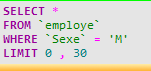 SELECT *
FROM `employe`
WHERE `Sexe` = 'M'
LIMIT 0 , 30